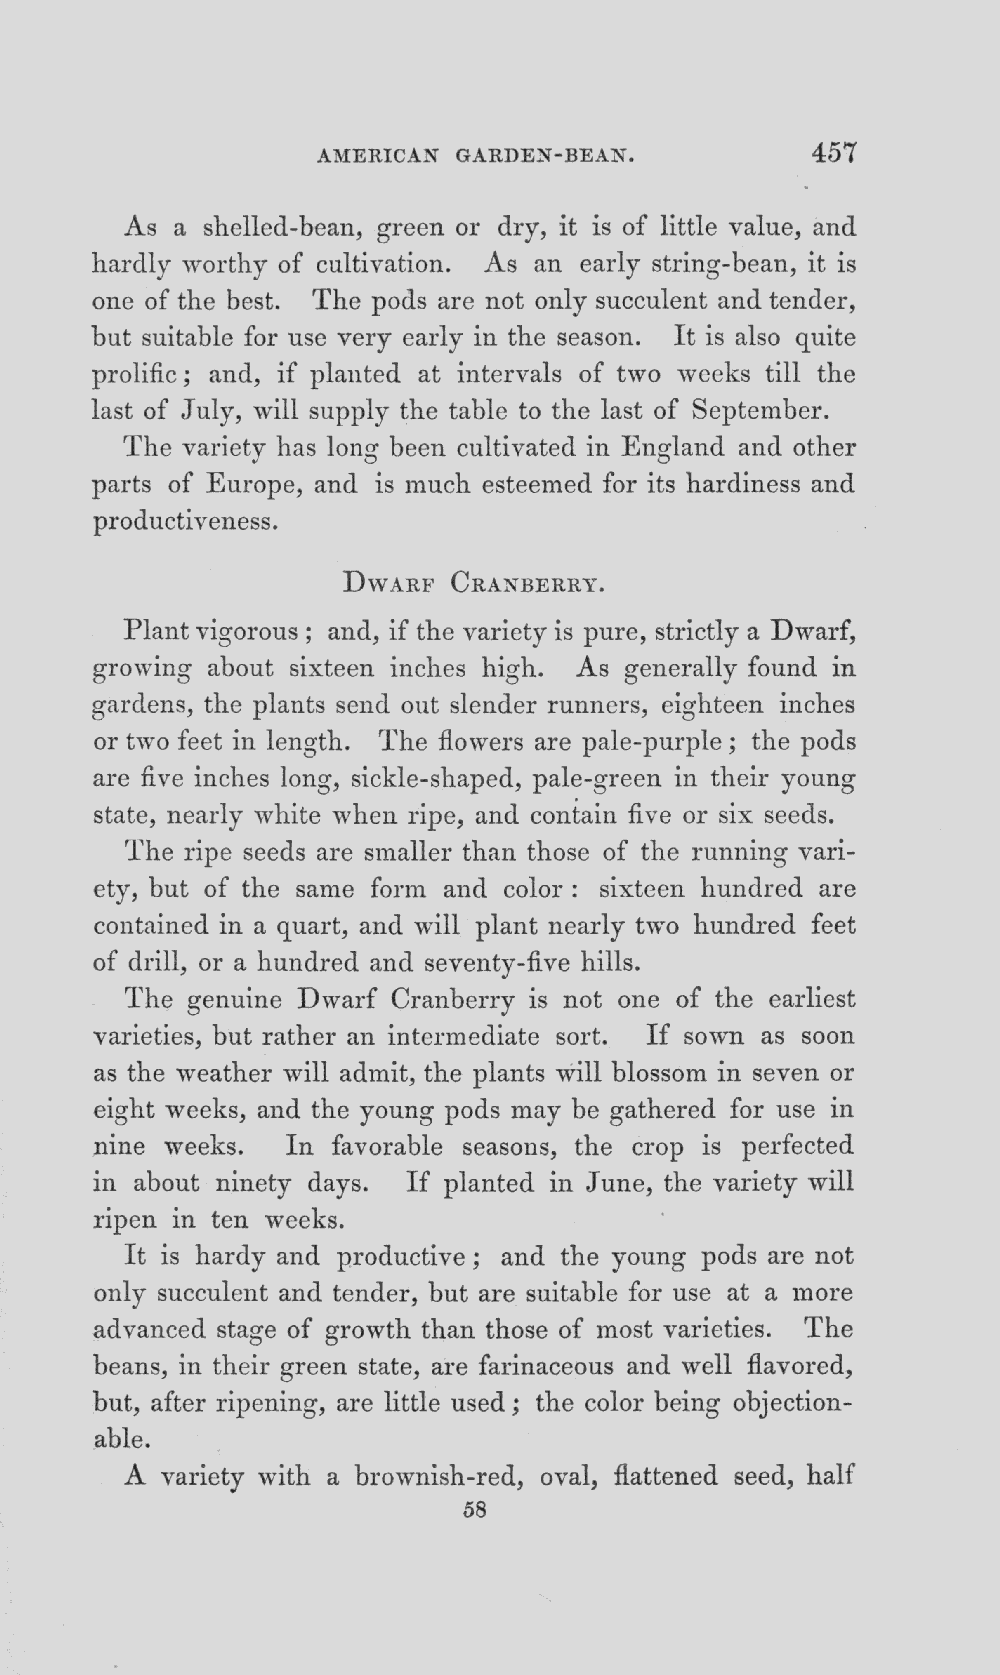 AMERICAN GARDEN-BEAN. 457
As a shelled-bean, green or dry, it is of little value, and
hardly worthy of cultivation. As an early string-bean, it is
one of the best. The pods are not only succulent and tender,
but suitable for use very early in the season. It is also quite
prolific; and, if planted at intervals of two weeks till the
last of July, will supply the table to the last of September.
The variety has long been cultivated in England and other
parts of Europe, and is much esteemed for its hardiness and
productiveness.
DWARF CRANBERRY.
Plant vigorous; and, if the variety is pure, strictly a Dwarf,
growing about sixteen inches high. As generally found in
gardens, the plants send out slender runners, eighteen inches
or two feet in length. The flowers are pale-purple; the pods
are five inches long, sickle-shaped, pale-green in their young
state, nearly white when ripe, and contain five or six seeds.
The ripe seeds are smaller than those of the running vari-
ety, but of the same form and color: sixteen hundred are
contained in a quart, and will plant nearly two hundred feet
of drill, or a hundred and seventy-five hills.
The genuine Dwarf Cranberry is not one of the earliest
varieties, but rather an intermediate sort. If sown as soon
as the weather will admit, the plants will blossom in seven or
eight weeks, and the young pods may be gathered for use in
nine weeks. In favorable seasons, the crop is perfected
in about ninety days. If planted in June, the variety will
ripen in ten weeks.
It is hardy and productive; and the young pods are not
only succulent and tender, but are suitable for use at a more
advanced stage of growth than those of most varieties. The
beans, in their green state, are farinaceous and well flavored,
but, after ripening, are little used; the color being objection-
able.
A variety with a brownish-red, oval, flattened seed, half
58